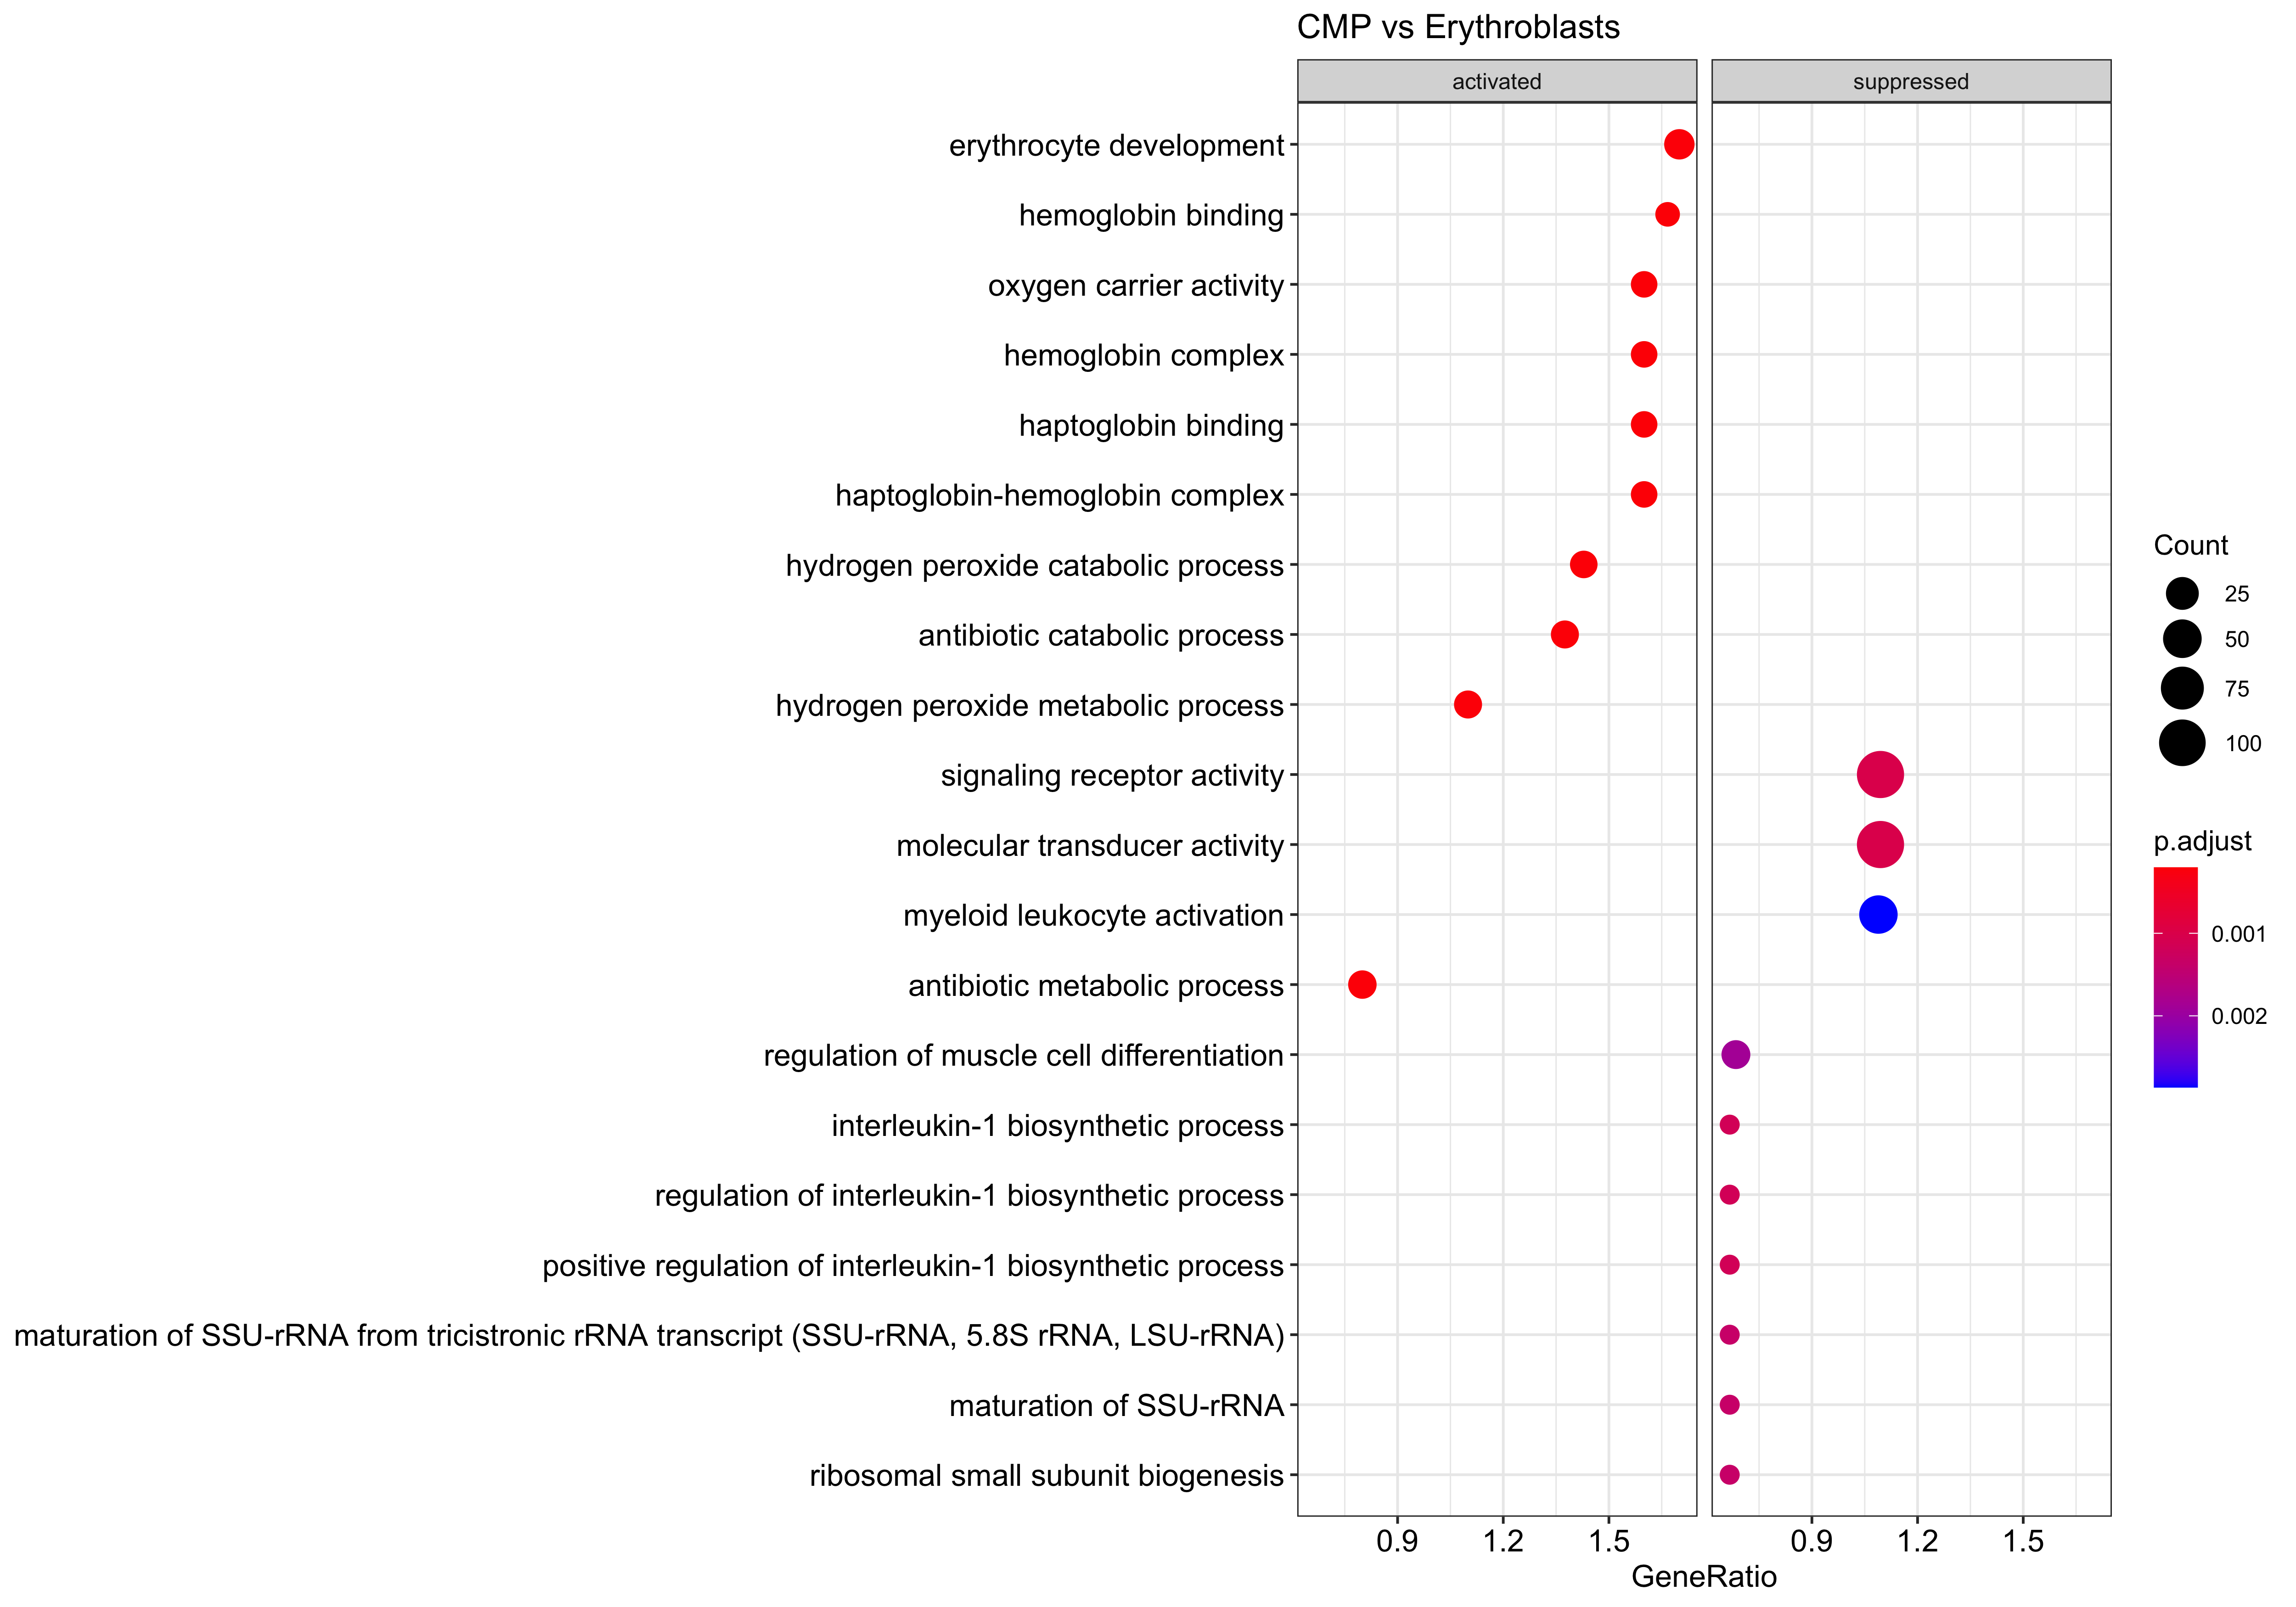 CMP vs Erythroblasts
activated
suppressed
erythrocyte development
hemoglobin binding
oxygen carrier activity
hemoglobin complex
haptoglobin binding
haptoglobin-hemoglobin complex
hydrogen peroxide catabolic process
antibiotic catabolic process
hydrogen peroxide metabolic process
signaling receptor activity
molecular transducer activity
myeloid leukocyte activation
antibiotic metabolic process
regulation of muscle cell differentiation
interleukin-1 biosynthetic process
regulation of interleukin-1 biosynthetic process
positive regulation of interleukin-1 biosynthetic process
maturation of SSU-rRNA from tricistronic rRNA transcript (SSU-rRNA, 5.8S rRNA, LSU-rRNA)
maturation of SSU-rRNA
ribosomal small subunit biogenesis
0.9 1.2 1.5
0.9 1.2 1.5
GeneRatio
Count
25
50
75
100
p.adjust
0.001
0.002